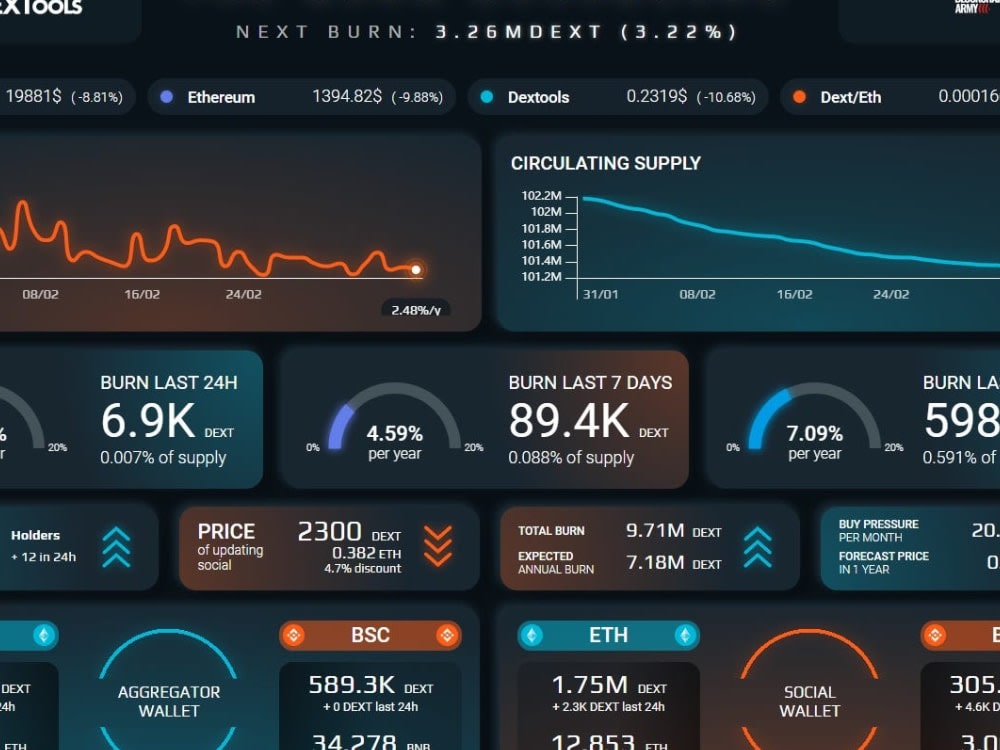 EXTOOLS
ARMY
NEXT BURN: 3.26MDEXT (3.22%)
19881$ (-8.81%)
Ethereum 1394.82$ (-9.88%)
Dextools 0.2319$ (-10.68%)
Dext/Eth 0.00016
CIRCULATING SUPPLY
102.2M
102M
101.8M
101.6M
101.4M
101.2M
08/02 16/02 24/02
2.48%/y
31/01 08/02 16/02 24/02
BURN LAST 24H
6.9K DEXT
0.007% of supply
%
r
20%
BURN LAST 7 DAYS
89.4K DEXT
0.088% of supply
0% 4.59% 20%
per year
0% 7.09% 20%
per year
BURN LA
598
0.591% of
Holders
+ 12 in 24h
PRICE
of updating
social
2300 DEXT
0.382 ETH
4.7% discount
TOTAL BURN 9.71M DEXT
EXPECTED
ANNUAL BURN 7.18M DEXT
BUY PRESSURE
PER MONTH 20.
FORECAST PRICE
IN 1 YEAR 0.
DEXT
24h
ETH
AGGREGATOR
WALLET
BSC
589.3K DEXT
+ 0 DEXT last 24h
34,278 BNB
ETH
1.75M DEXT
+ 2.3K DEXT last 24h
12,853 ETH
SOCIAL
WALLET
B
305.
+ 4.6K D
3.0